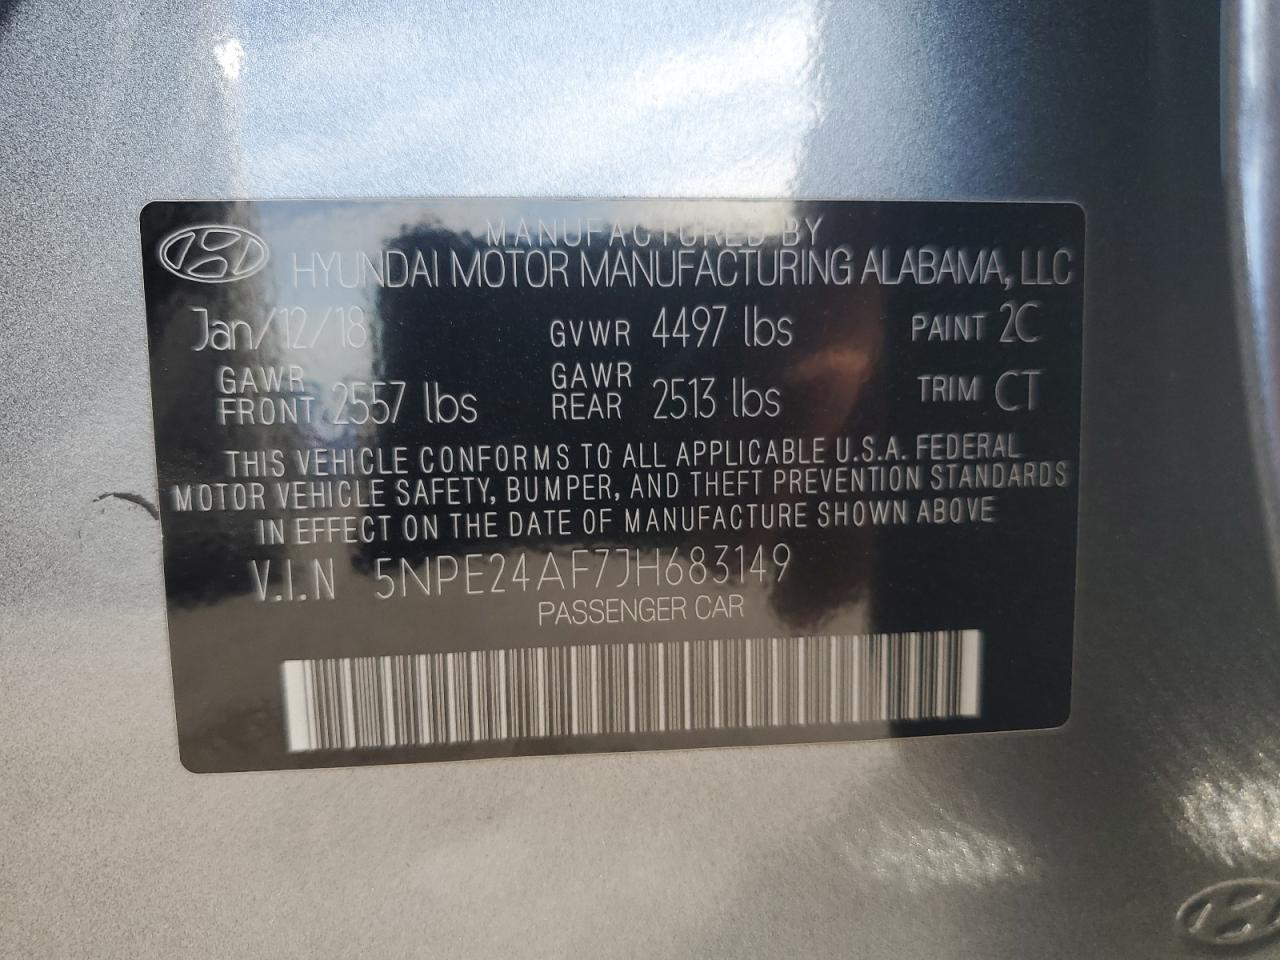 MANUFACTURED BY
HYUNDAI MOTOR MANUFACTURING ALABAMA, LLC
Jan/12/18 GVWR 4497 lbs PAINT 2C
GAWR FRONT 2557 lbs GAWR REAR 2513 lbs TRIM CT
THIS VEHICLE CONFORMS TO ALL APPLICABLE U.S.A. FEDERAL
MOTOR VEHICLE SAFETY, BUMPER, AND THEFT PREVENTION STANDARDS
IN EFFECT ON THE DATE OF MANUFACTURE SHOWN ABOVE
V.I.N 5NPE24AF7JH683149
PASSENGER CAR